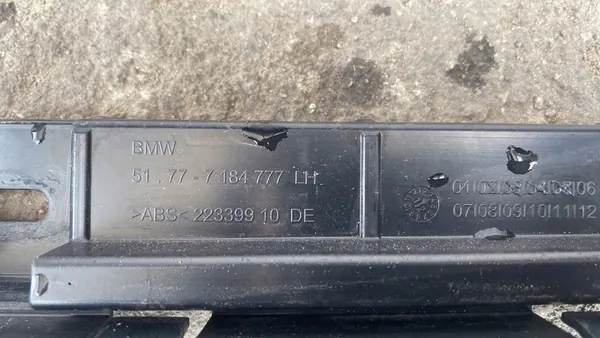 BMW
51.77-7 184 777 LH
>ABS< 223399 10 DE
01|02|03|04|05|06
07|08|09|10|11|12